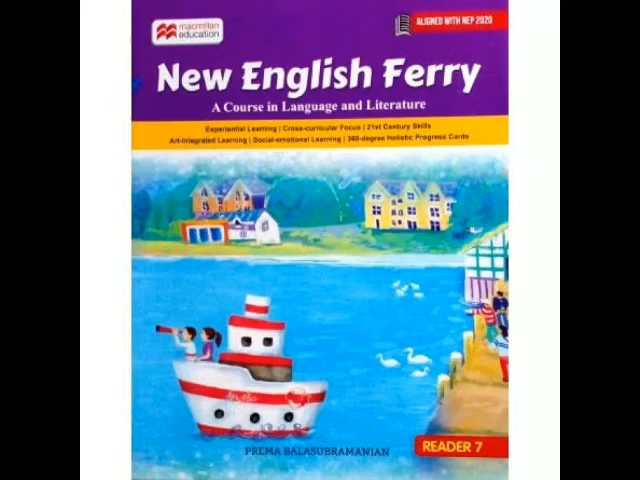 macmillan
education
ALIGNED WITH NEP 2020
New English Ferry
A Course in Language and Literature
Experiential Learning | Cross-curricular Focus | 21st Century Skills
Art-integrated Learning | Social-emotional Learning | 360-degree Holistic Progress Cards
PREMA BALASUBRAMANIAN
READER 7